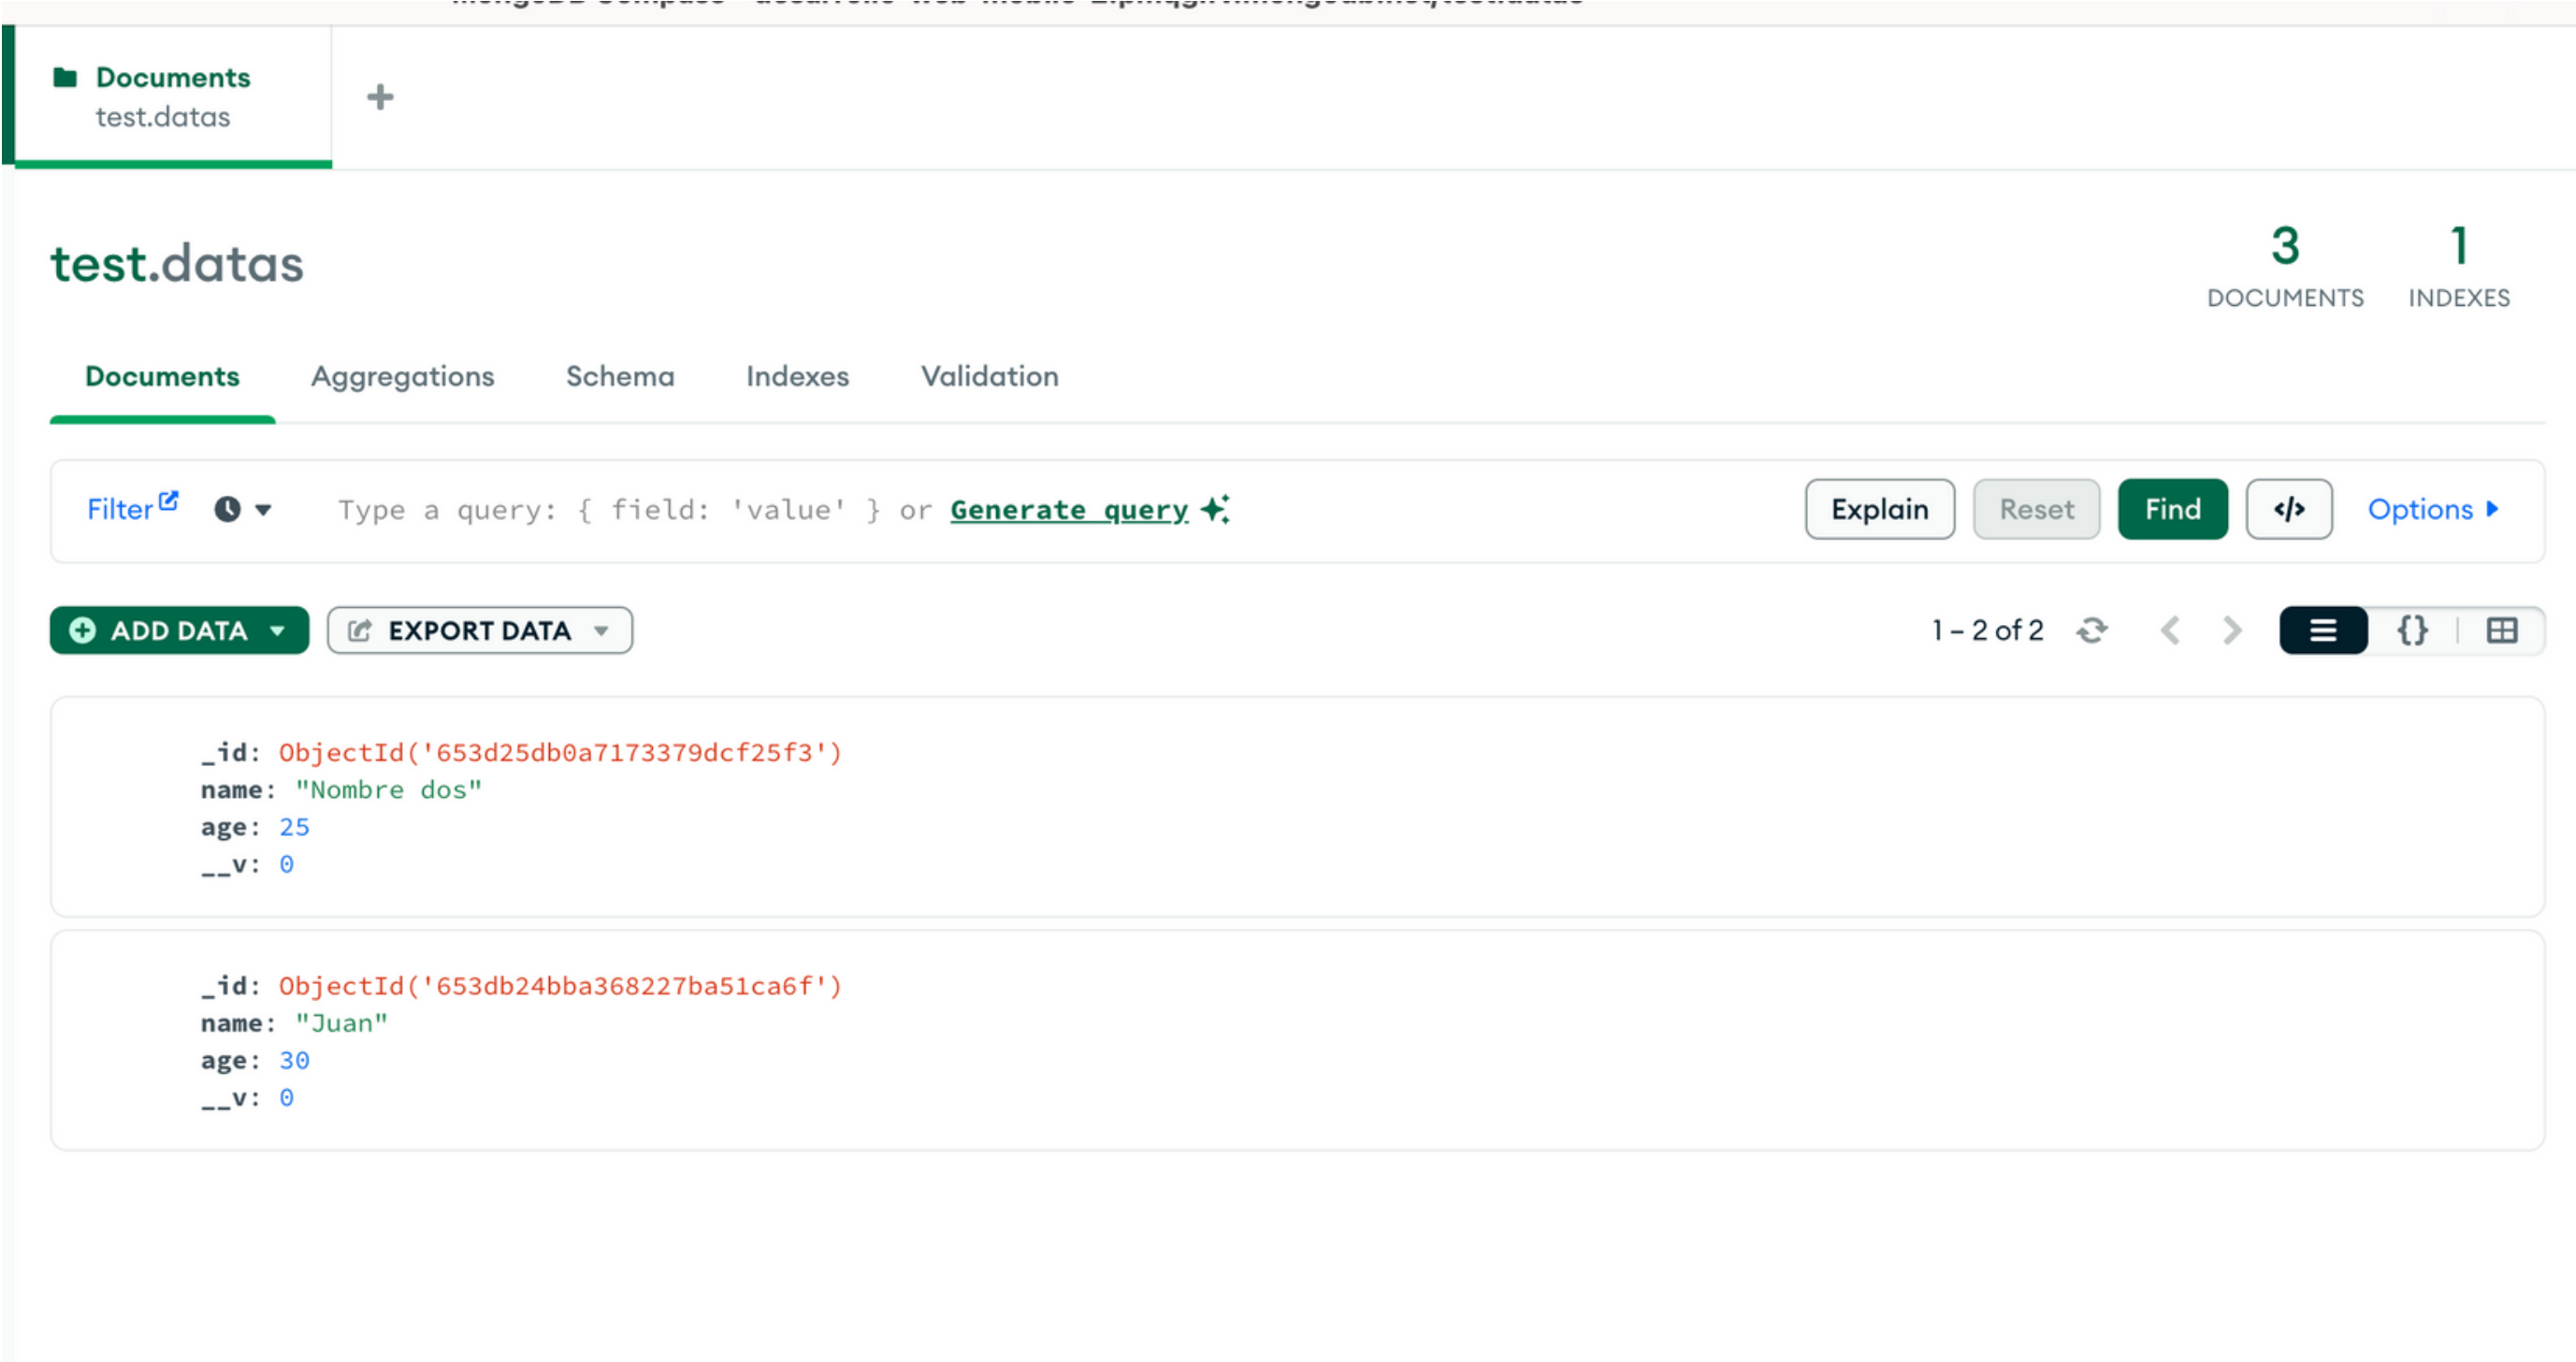 Documents
test.datas
test.datas
3
DOCUMENTS
1
INDEXES
Documents Aggregations Schema Indexes Validation
Filter Type a query: { field: 'value' } or Generate query Explain Reset Find </> Options
ADD DATA EXPORT DATA 1 – 2 of 2 {}
_id: ObjectId('653d25db0a7173379dcf25f3')
name: "Nombre dos"
age: 25
__v: 0
_id: ObjectId('653db24bba368227ba51ca6f')
name: "Juan"
age: 30
__v: 0